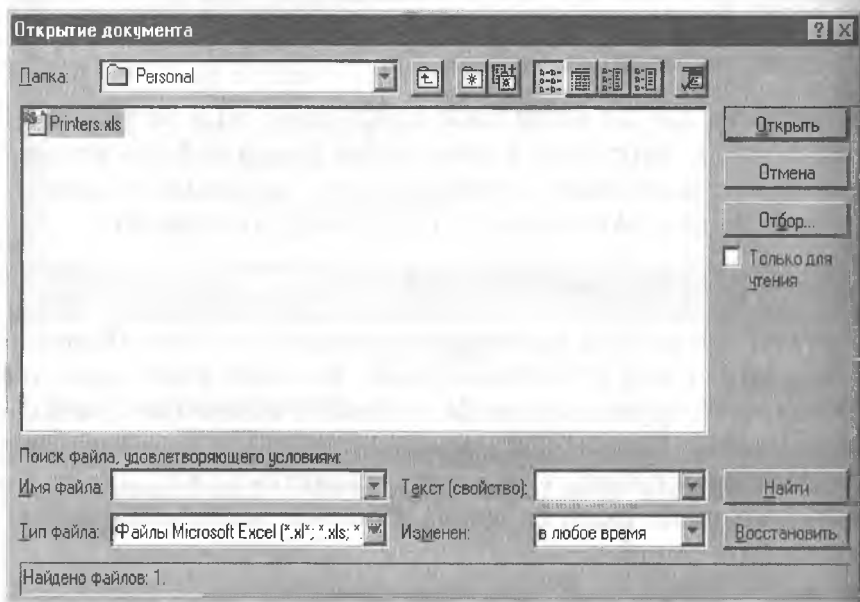 Открытие документа
Папка: Personal
Printers.xls
Открыть
Отмена
Отбор...
Только для
чтения
Поиск файла, удовлетворяющего условиям:
Имя файла: Текст (свойство): Найти
Тип файла: Файлы Microsoft Excel (*.xl*; *.xls; *. Изменен: в любое время Восстановить
Найдено файлов: 1.